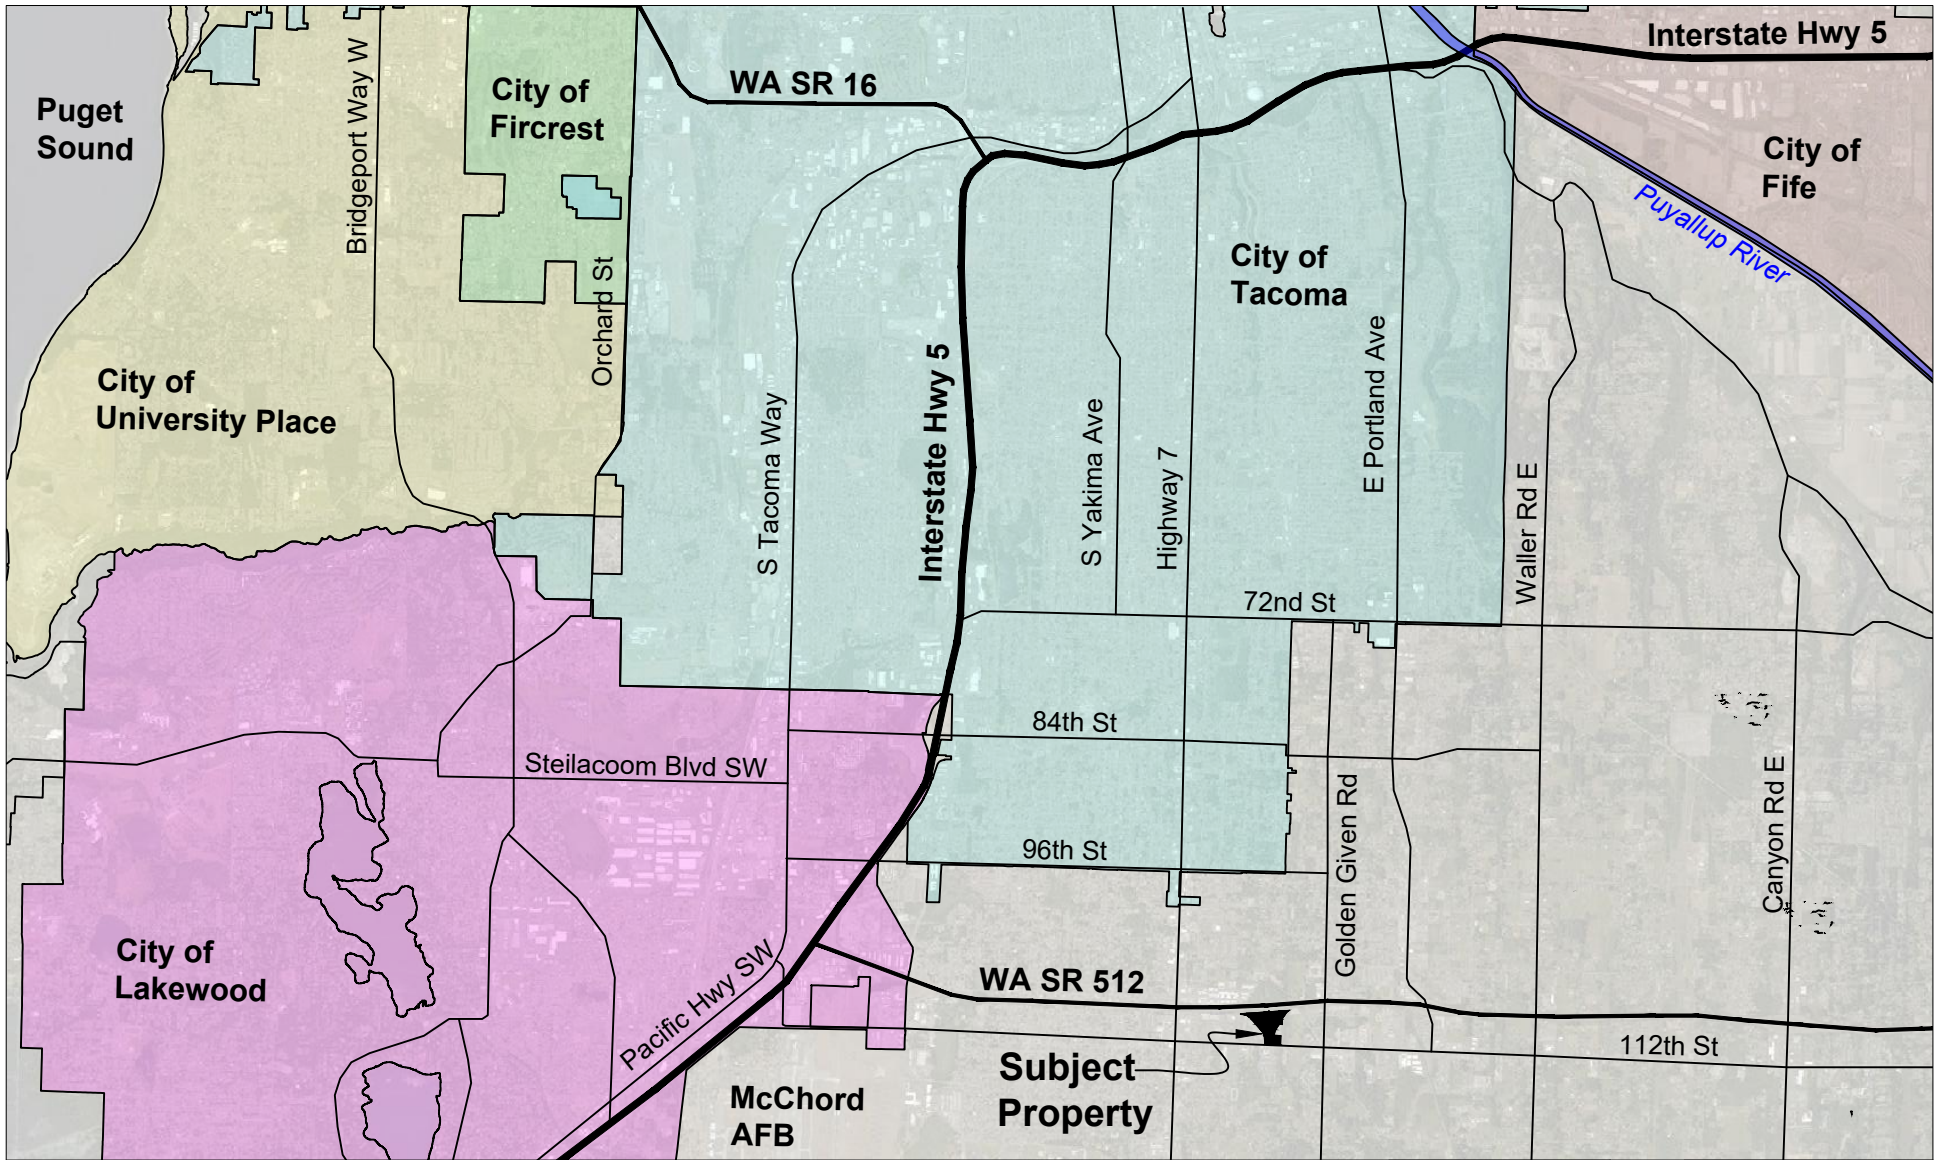 Interstate Hwy 5
WA SR 16
City of
Fircrest
Puget
Sound
Bridgeport Way W
City of
Fife
Puyallup River
City of
Tacoma
Orchard St
E Portland Ave
Interstate Hwy 5
City of
University Place
S Tacoma Way
S Yakima Ave
Highway 7
Waller Rd E
72nd St
84th St
Steilacoom Blvd SW
Golden Given Rd
Canyon Rd E
96th St
City of
Lakewood
Pacific Hwy SW
WA SR 512
112th St
Subject
Property
McChord
AFB